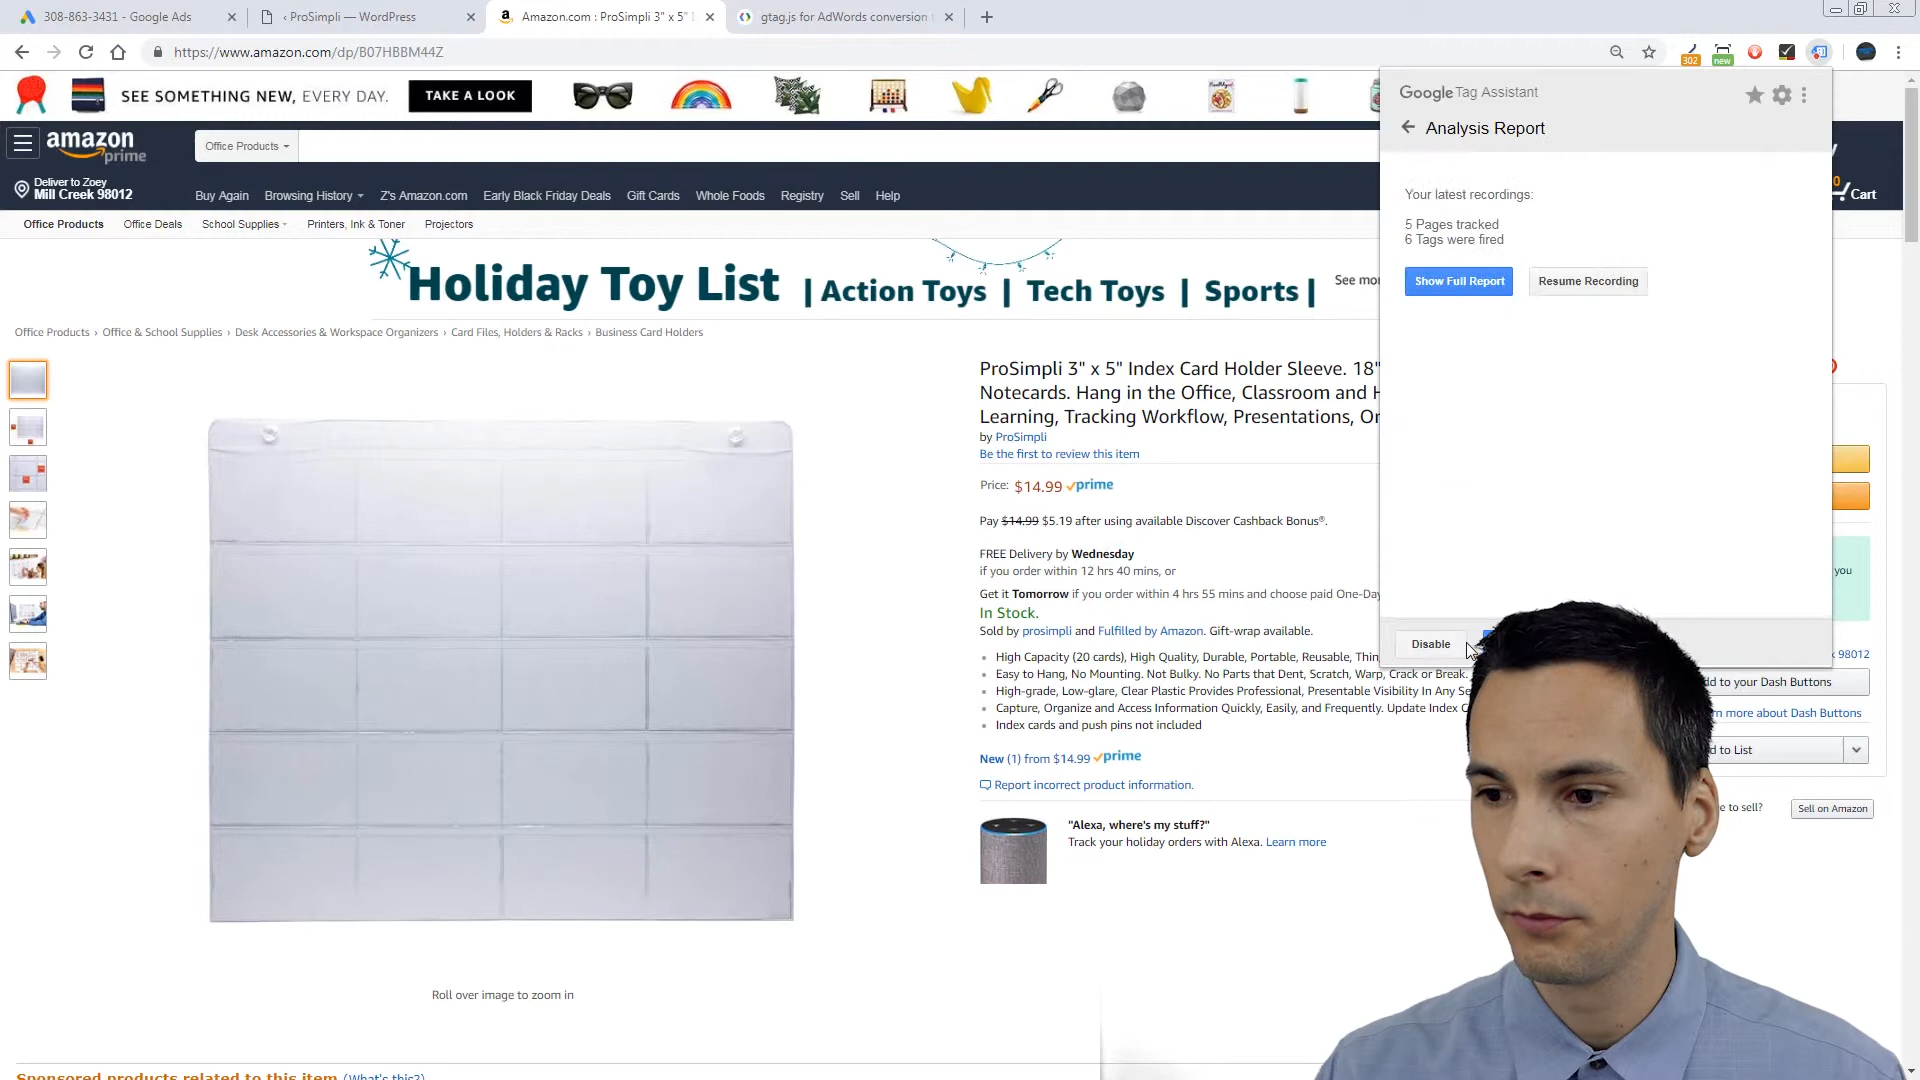 308-863-3431 - Google Ads
‹ ProSimpli — WordPress
Amazon.com : ProSimpli 3" x 5" I
gtag.js for AdWords conversion
https://www.amazon.com/dp/B07HBBM44Z
302
new
SEE SOMETHING NEW, EVERY DAY.
TAKE A LOOK
amazon prime
Office Products
Deliver to Zoey
Mill Creek 98012
Buy Again
Browsing History
Z's Amazon.com
Early Black Friday Deals
Gift Cards
Whole Foods
Registry
Sell
Help
0
Cart
Office Products
Office Deals
School Supplies
Printers, Ink & Toner
Projectors
Holiday Toy List | Action Toys | Tech Toys | Sports |
See mor
Office Products › Office & School Supplies › Desk Accessories & Workspace Organizers › Card Files, Holders & Racks › Business Card Holders
Google Tag Assistant
Analysis Report
Your latest recordings:
5 Pages tracked
6 Tags were fired
Show Full Report
Resume Recording
Disable
ProSimpli 3" x 5" Index Card Holder Sleeve. 18"
Notecards. Hang in the Office, Classroom and H
Learning, Tracking Workflow, Presentations, Or
by ProSimpli
Be the first to review this item
Price: $14.99 prime
Pay $14.99 $5.19 after using available Discover Cashback Bonus®.
FREE Delivery by Wednesday
if you order within 12 hrs 40 mins, or
Get it Tomorrow if you order within 4 hrs 55 mins and choose paid One-Day
In Stock.
Sold by prosimpli and Fulfilled by Amazon. Gift-wrap available.
High Capacity (20 cards), High Quality, Durable, Portable, Reusable, Thin
Easy to Hang, No Mounting. Not Bulky. No Parts that Dent, Scratch, Warp, Crack or Break.
High-grade, Low-glare, Clear Plastic Provides Professional, Presentable Visibility In Any Se
Capture, Organize and Access Information Quickly, Easily, and Frequently. Update Index C
Index cards and push pins not included
New (1) from $14.99 prime
Report incorrect product information.
"Alexa, where's my stuff?"
Track your holiday orders with Alexa. Learn more
you
98012
dd to your Dash Buttons
rn more about Dash Buttons
d to List
e to sell?
Sell on Amazon
Roll over image to zoom in
Sponsored products related to this item (What's this?)